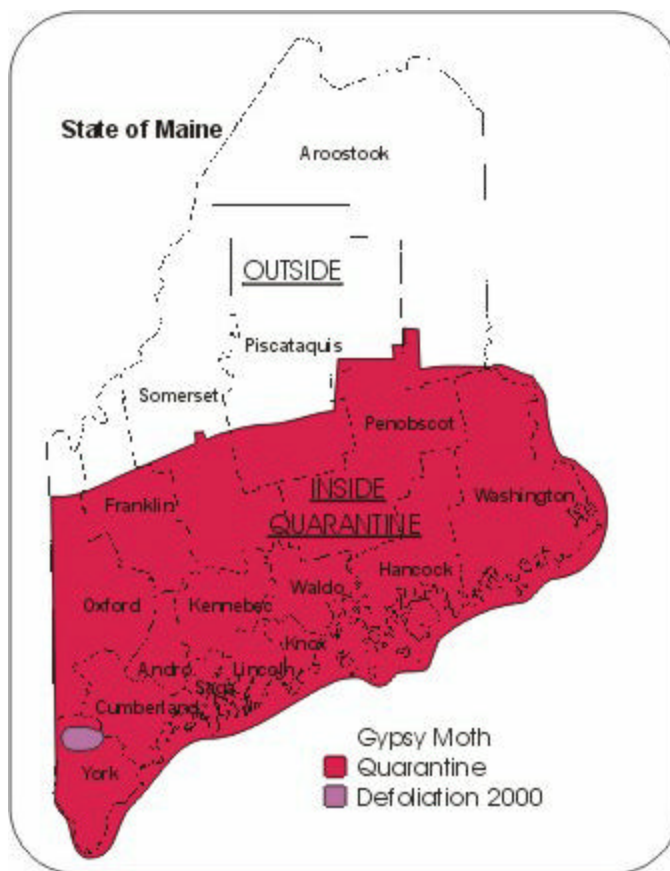 State of Maine
Aroostook
OUTSIDE
Piscataquis
Somerset
Penobscot
Franklin
INSIDE
QUARANTINE
Washington
Oxford
Kennebec
Waldo
Hancock
Knox
Andro
Lincoln
Saga
Cumberland
York
Gypsy Moth
Quarantine
Defoliation 2000